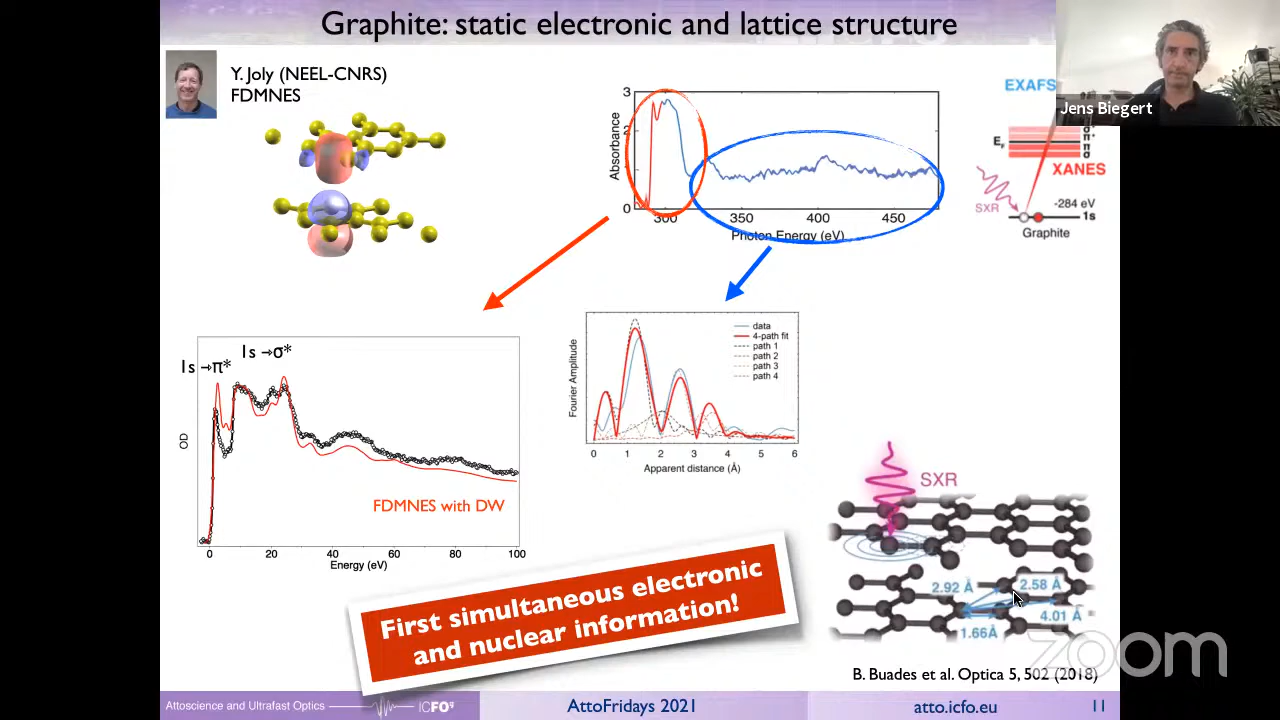 Graphite: static electronic and lattice structure
Y. Joly (NEEL-CNRS)
FDMNES
3
2
1
0
Absorbance
300
350
400
450
Photon Energy (eV)
EXAFS
Jens Biegert
E_F
π*
π
σ
XANES
SXR
-284 eV
1s
Graphite
1s →π*
1s →σ*
OD
FDMNES with DW
0
20
40
60
80
100
Energy (eV)
data
4-path fit
path 1
path 2
path 3
path 4
Fourier Amplitude
0
1
2
3
4
5
6
Apparent distance (Å)
First simultaneous electronic
and nuclear information!
SXR
2.92 Å
2.58 Å
4.01 Å
1.66Å
zoom
B. Buades et al. Optica 5, 502 (2018)
Attoscience and Ultrafast Optics
ICFO
AttoFridays 2021
atto.icfo.eu
11